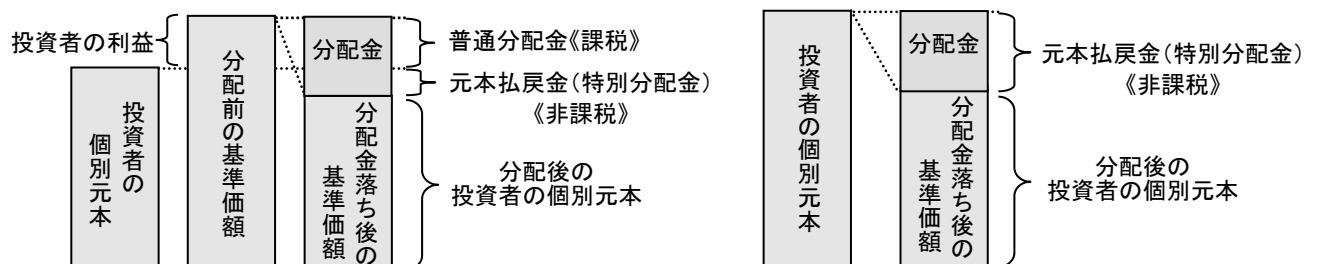 投資者の利益
投資者の
個別元本
分配前の基準価額
分配金
普通分配金《課税》
元本払戻金(特別分配金)
《非課税》
分配金落ち後の
基準価額
分配後の
投資者の個別元本
投資者の個別元本
分配金
元本払戻金(特別分配金)
《非課税》
分配金落ち後の
基準価額
分配後の
投資者の個別元本